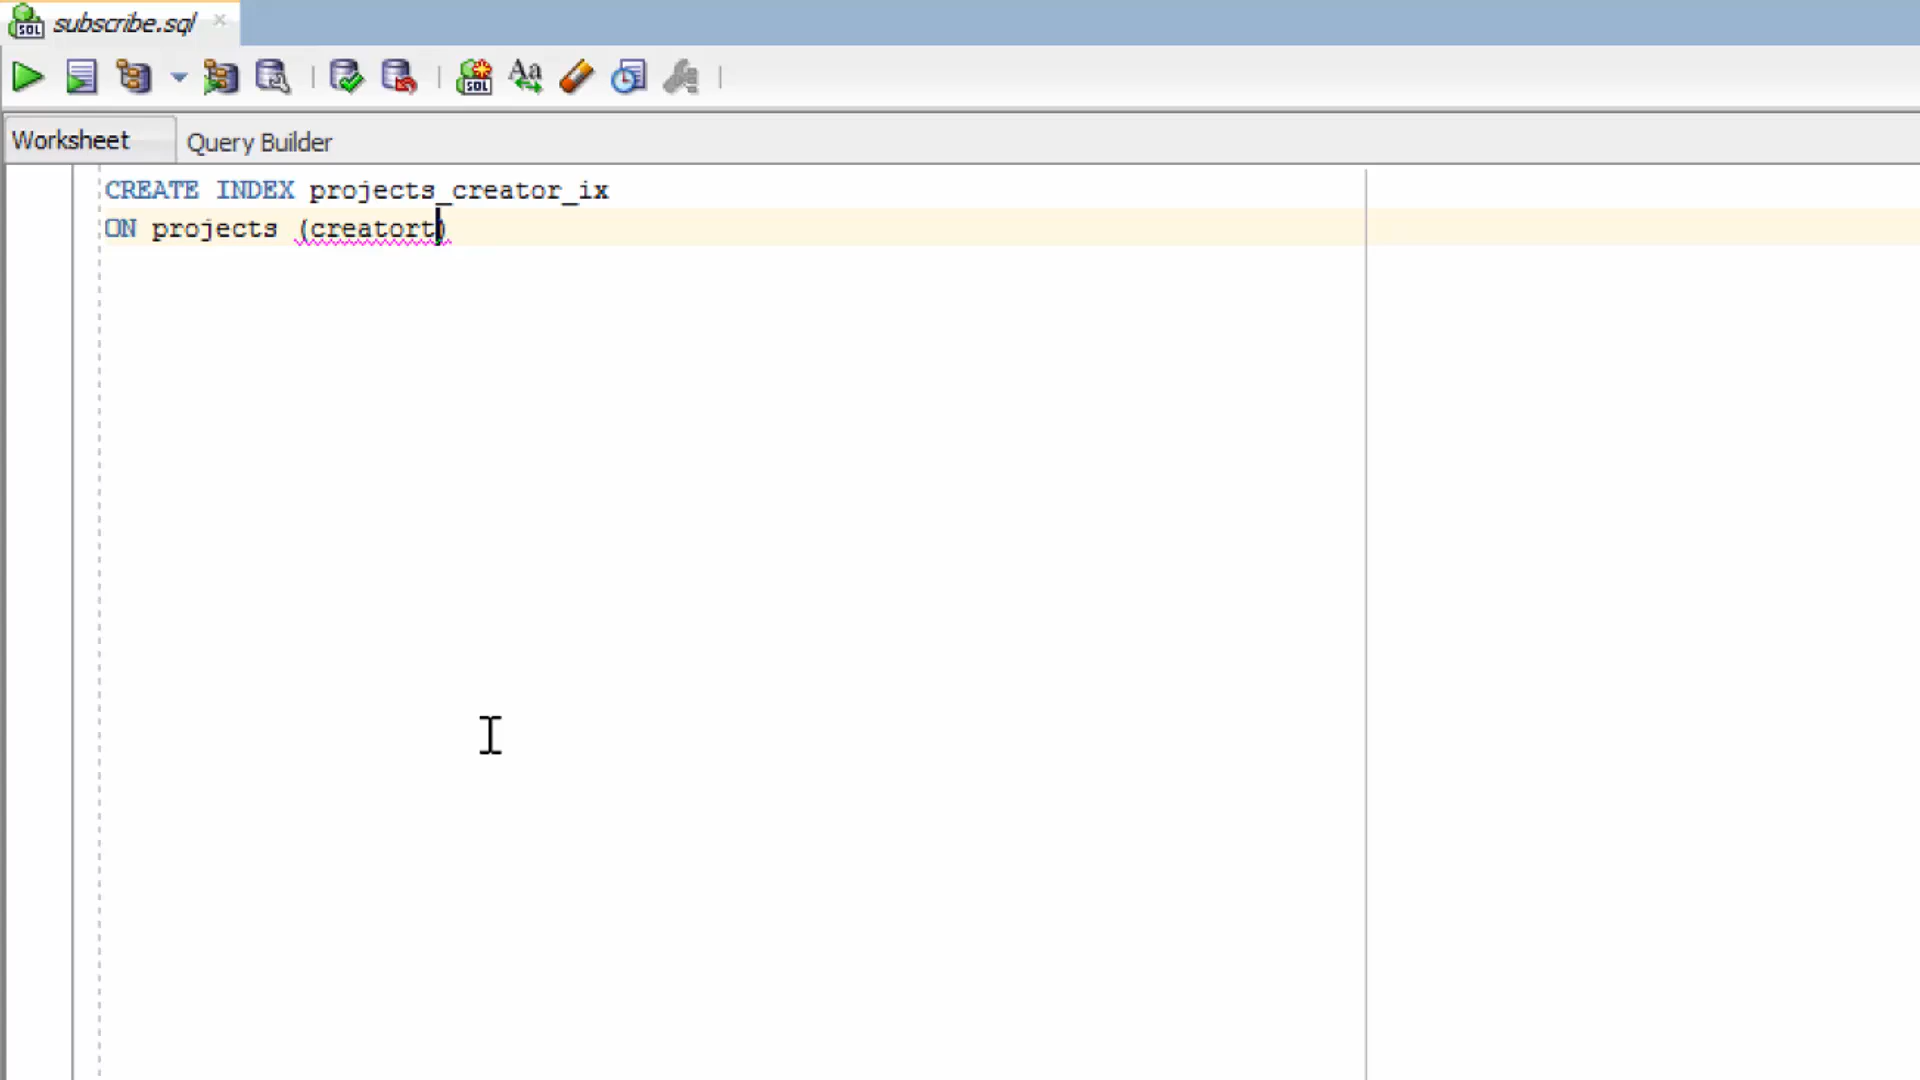 subscribe.sql
Worksheet
Query Builder
CREATE INDEX projects_creator_ix
ON projects (creatort)